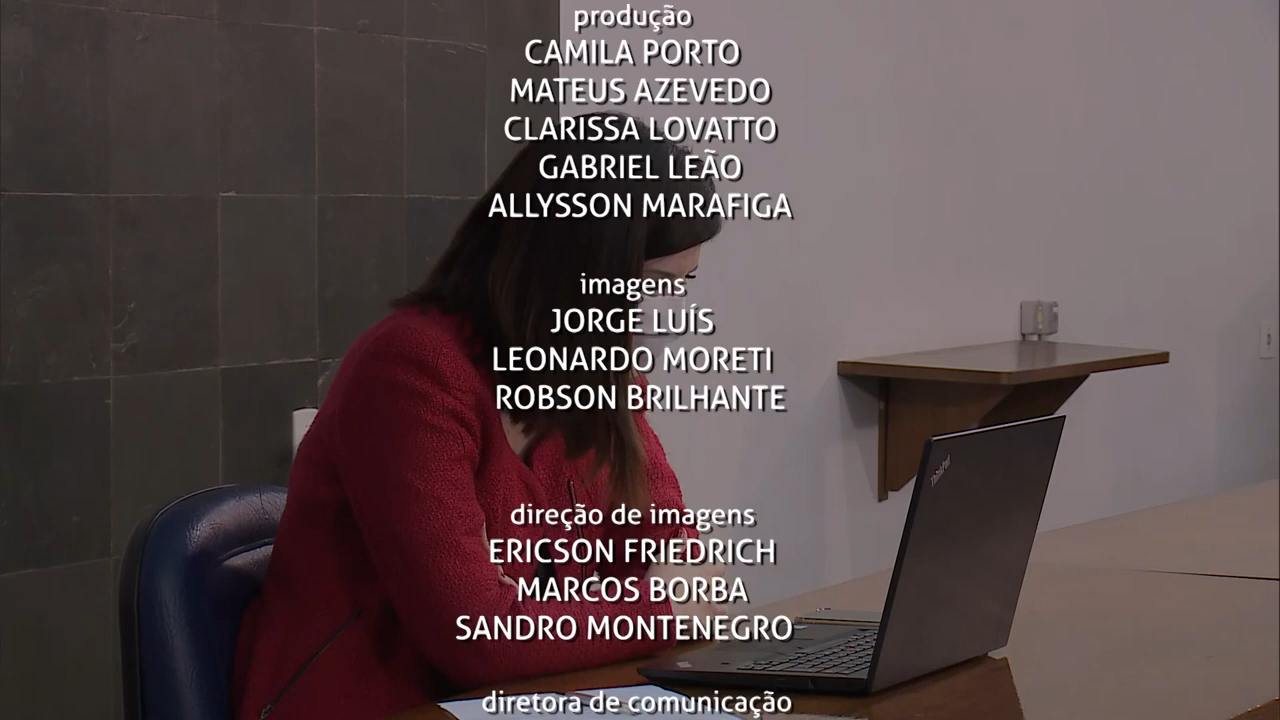 produção
CAMILA PORTO
MATEUS AZEVEDO
CLARISSA LOVATTO
GABRIEL LEÃO
ALLYSSON MARAFIGA
imagens
JORGE LUÍS
LEONARDO MORETI
ROBSON BRILHANTE
ThinkPad
direção de imagens
ERICSON FRIEDRICH
MARCOS BORBA
SANDRO MONTENEGRO
diretora de comunicação